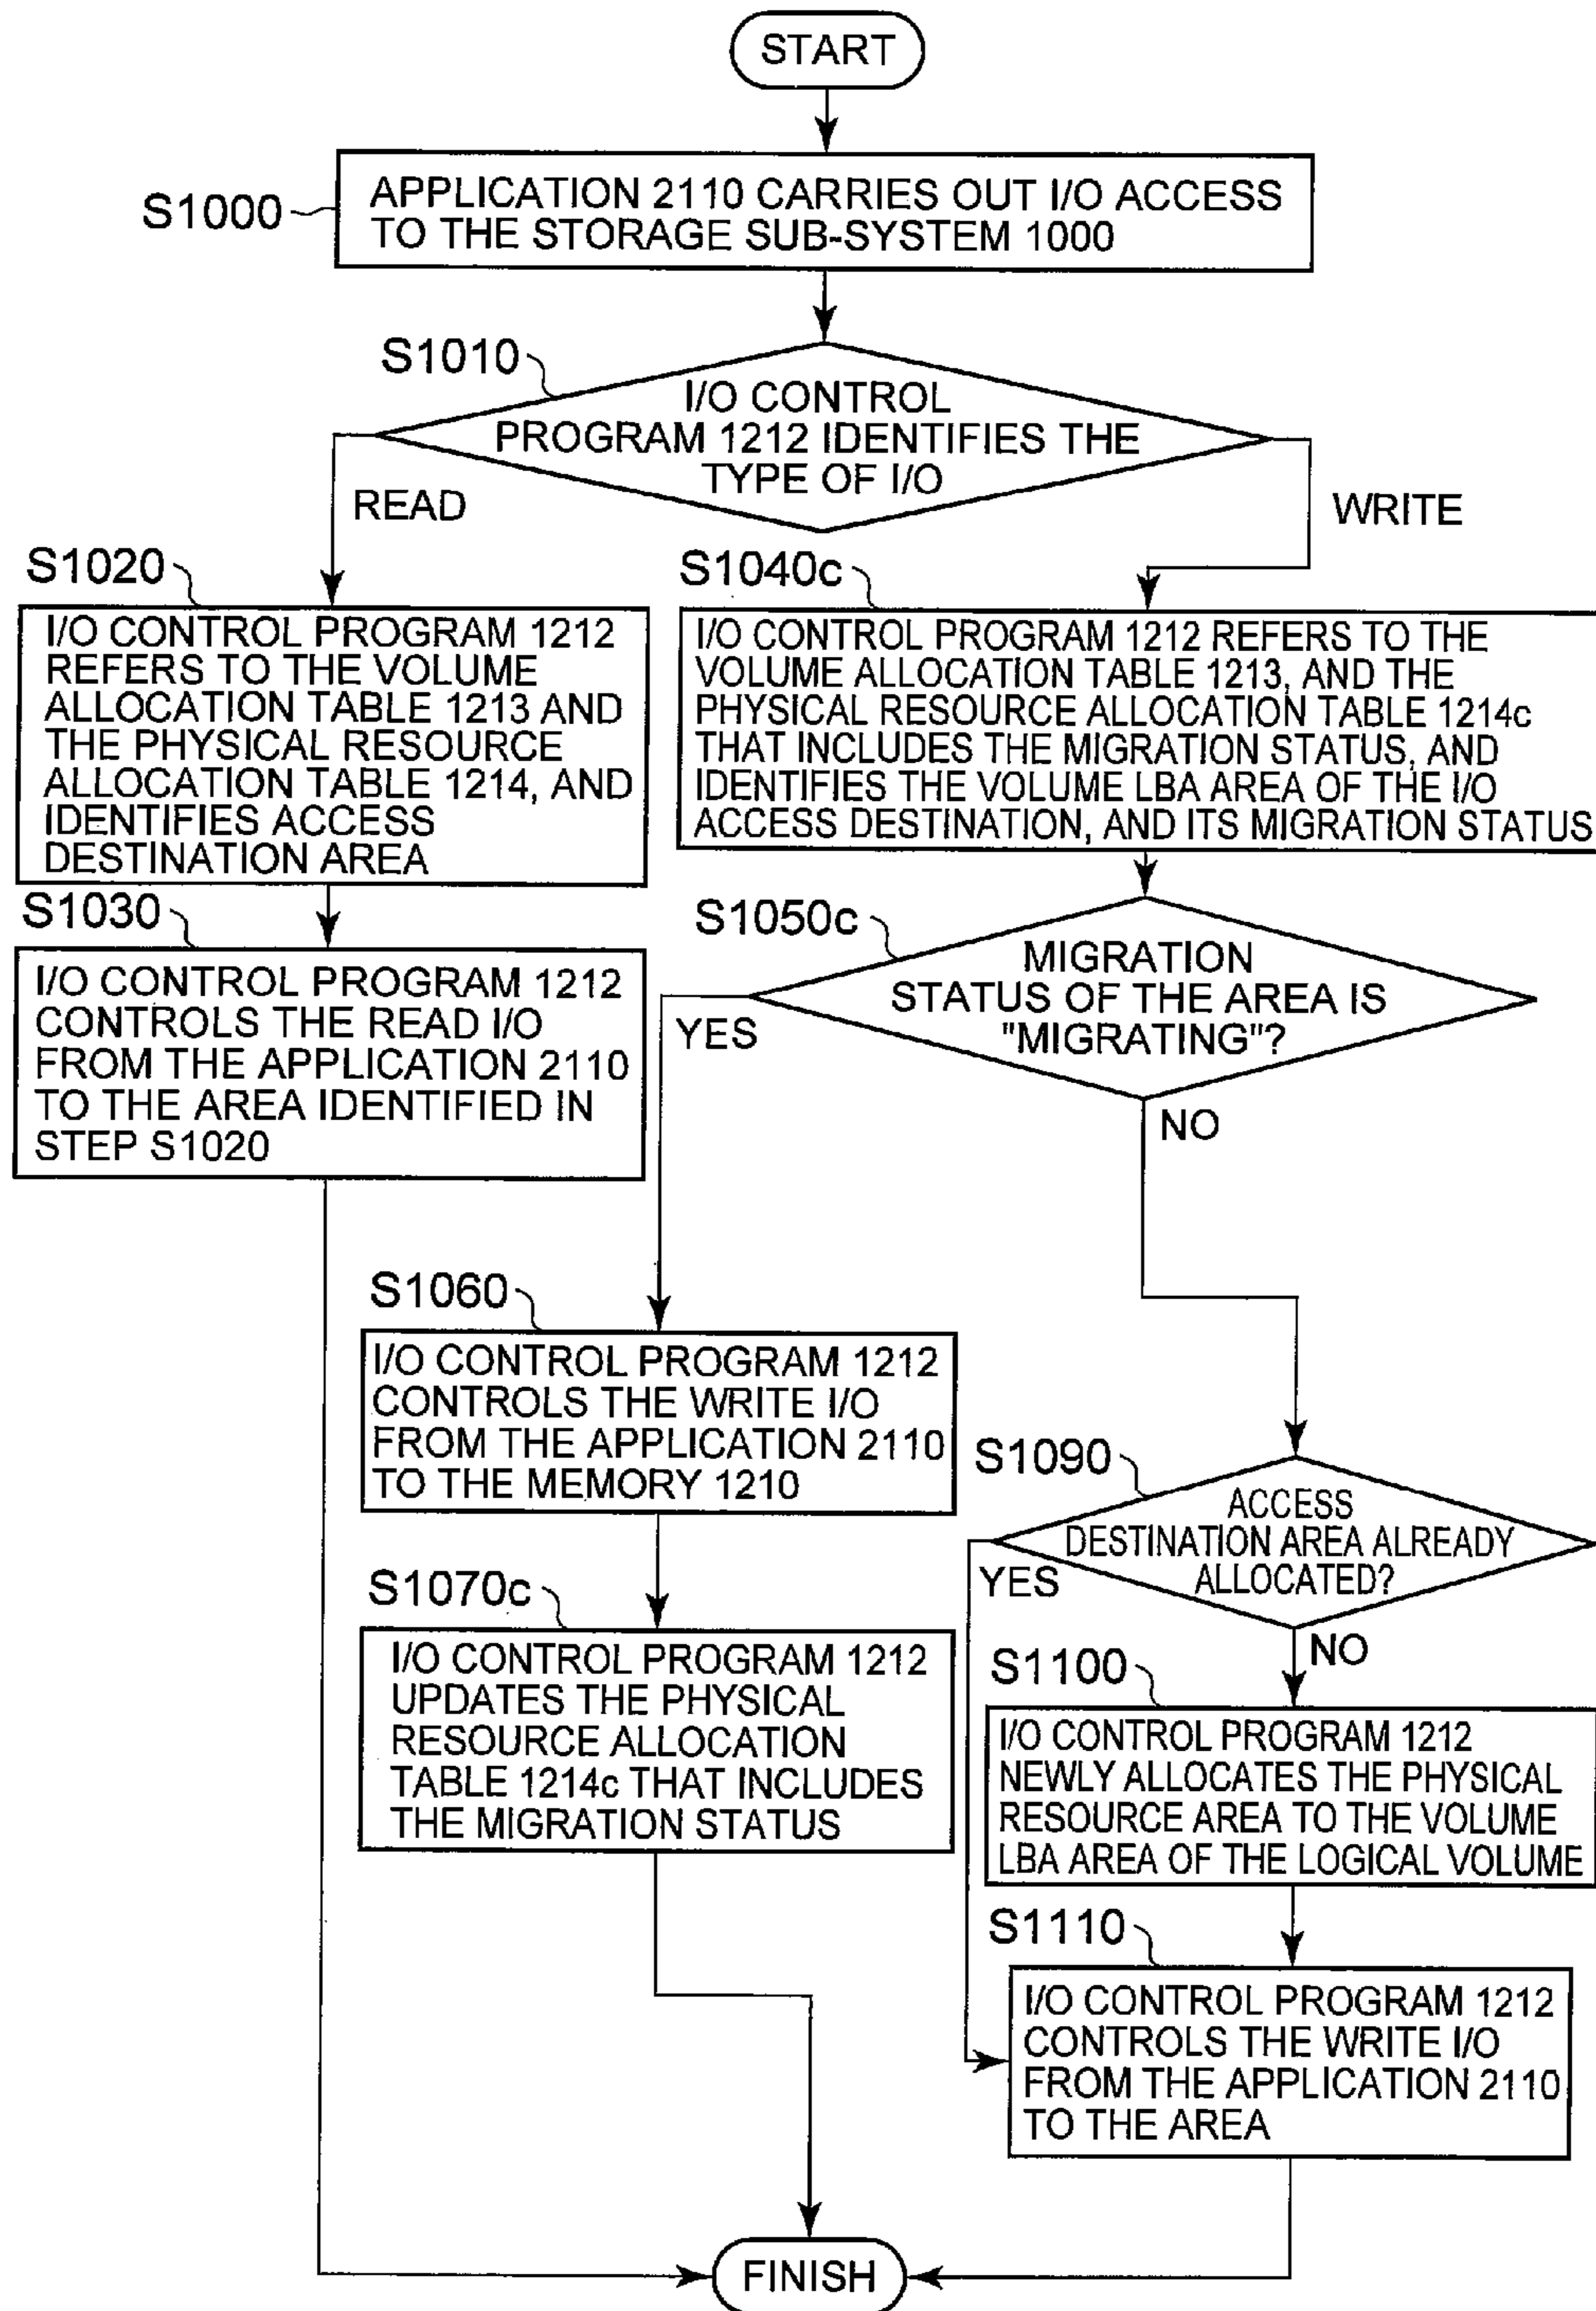 START
S1000
APPLICATION 2110 CARRIES OUT I/O ACCESS
TO THE STORAGE SUB-SYSTEM 1000
S1010
I/O CONTROL
PROGRAM 1212 IDENTIFIES THE
TYPE OF I/O
READ
WRITE
S1020
I/O CONTROL PROGRAM 1212
REFERS TO THE VOLUME
ALLOCATION TABLE 1213 AND
THE PHYSICAL RESOURCE
ALLOCATION TABLE 1214, AND
IDENTIFIES ACCESS
DESTINATION AREA
S1040c
I/O CONTROL PROGRAM 1212 REFERS TO THE
VOLUME ALLOCATION TABLE 1213, AND THE
PHYSICAL RESOURCE ALLOCATION TABLE 1214c
THAT INCLUDES THE MIGRATION STATUS, AND
IDENTIFIES THE VOLUME LBA AREA OF THE I/O
ACCESS DESTINATION, AND ITS MIGRATION STATUS
S1030
I/O CONTROL PROGRAM 1212
CONTROLS THE READ I/O
FROM THE APPLICATION 2110
TO THE AREA IDENTIFIED IN
STEP S1020
S1050c
MIGRATION
STATUS OF THE AREA IS
"MIGRATING"?
YES
NO
S1060
I/O CONTROL PROGRAM 1212
CONTROLS THE WRITE I/O
FROM THE APPLICATION 2110
TO THE MEMORY 1210
S1090
ACCESS
DESTINATION AREA ALREADY
ALLOCATED?
YES
NO
S1070c
I/O CONTROL PROGRAM 1212
UPDATES THE PHYSICAL
RESOURCE ALLOCATION
TABLE 1214c THAT INCLUDES
THE MIGRATION STATUS
S1100
I/O CONTROL PROGRAM 1212
NEWLY ALLOCATES THE PHYSICAL
RESOURCE AREA TO THE VOLUME
LBA AREA OF THE LOGICAL VOLUME
S1110
I/O CONTROL PROGRAM 1212
CONTROLS THE WRITE I/O
FROM THE APPLICATION 2110
TO THE AREA
FINISH